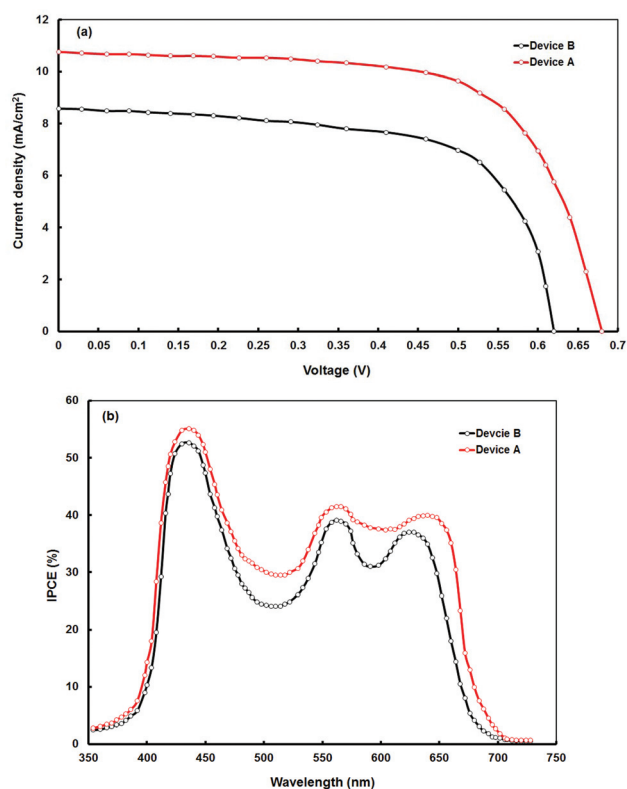 (a)
Device B
Device A
Current density (mA/cm²)
12
10
8
6
4
2
0
0 0.05 0.1 0.15 0.2 0.25 0.3 0.35 0.4 0.45 0.5 0.55 0.6 0.65 0.7
Voltage (V)
(b)
Devcie B
Device A
IPCE (%)
60
50
40
30
20
10
0
350 400 450 500 550 600 650 700 750
Wavelength (nm)